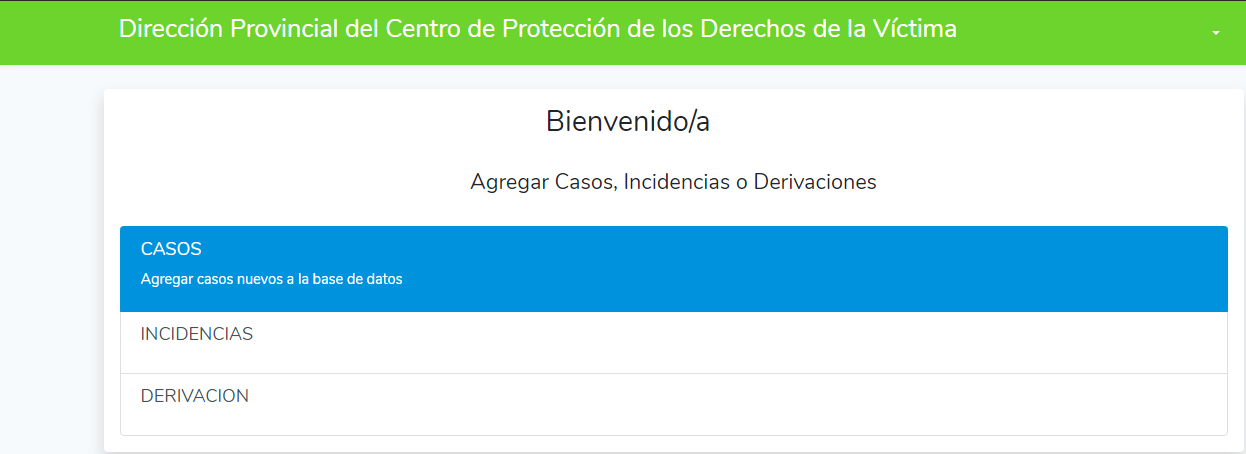 Dirección Provincial del Centro de Protección de los Derechos de la Víctima
Bienvenido/a
Agregar Casos, Incidencias o Derivaciones
CASOS
Agregar casos nuevos a la base de datos
INCIDENCIAS
DERIVACION